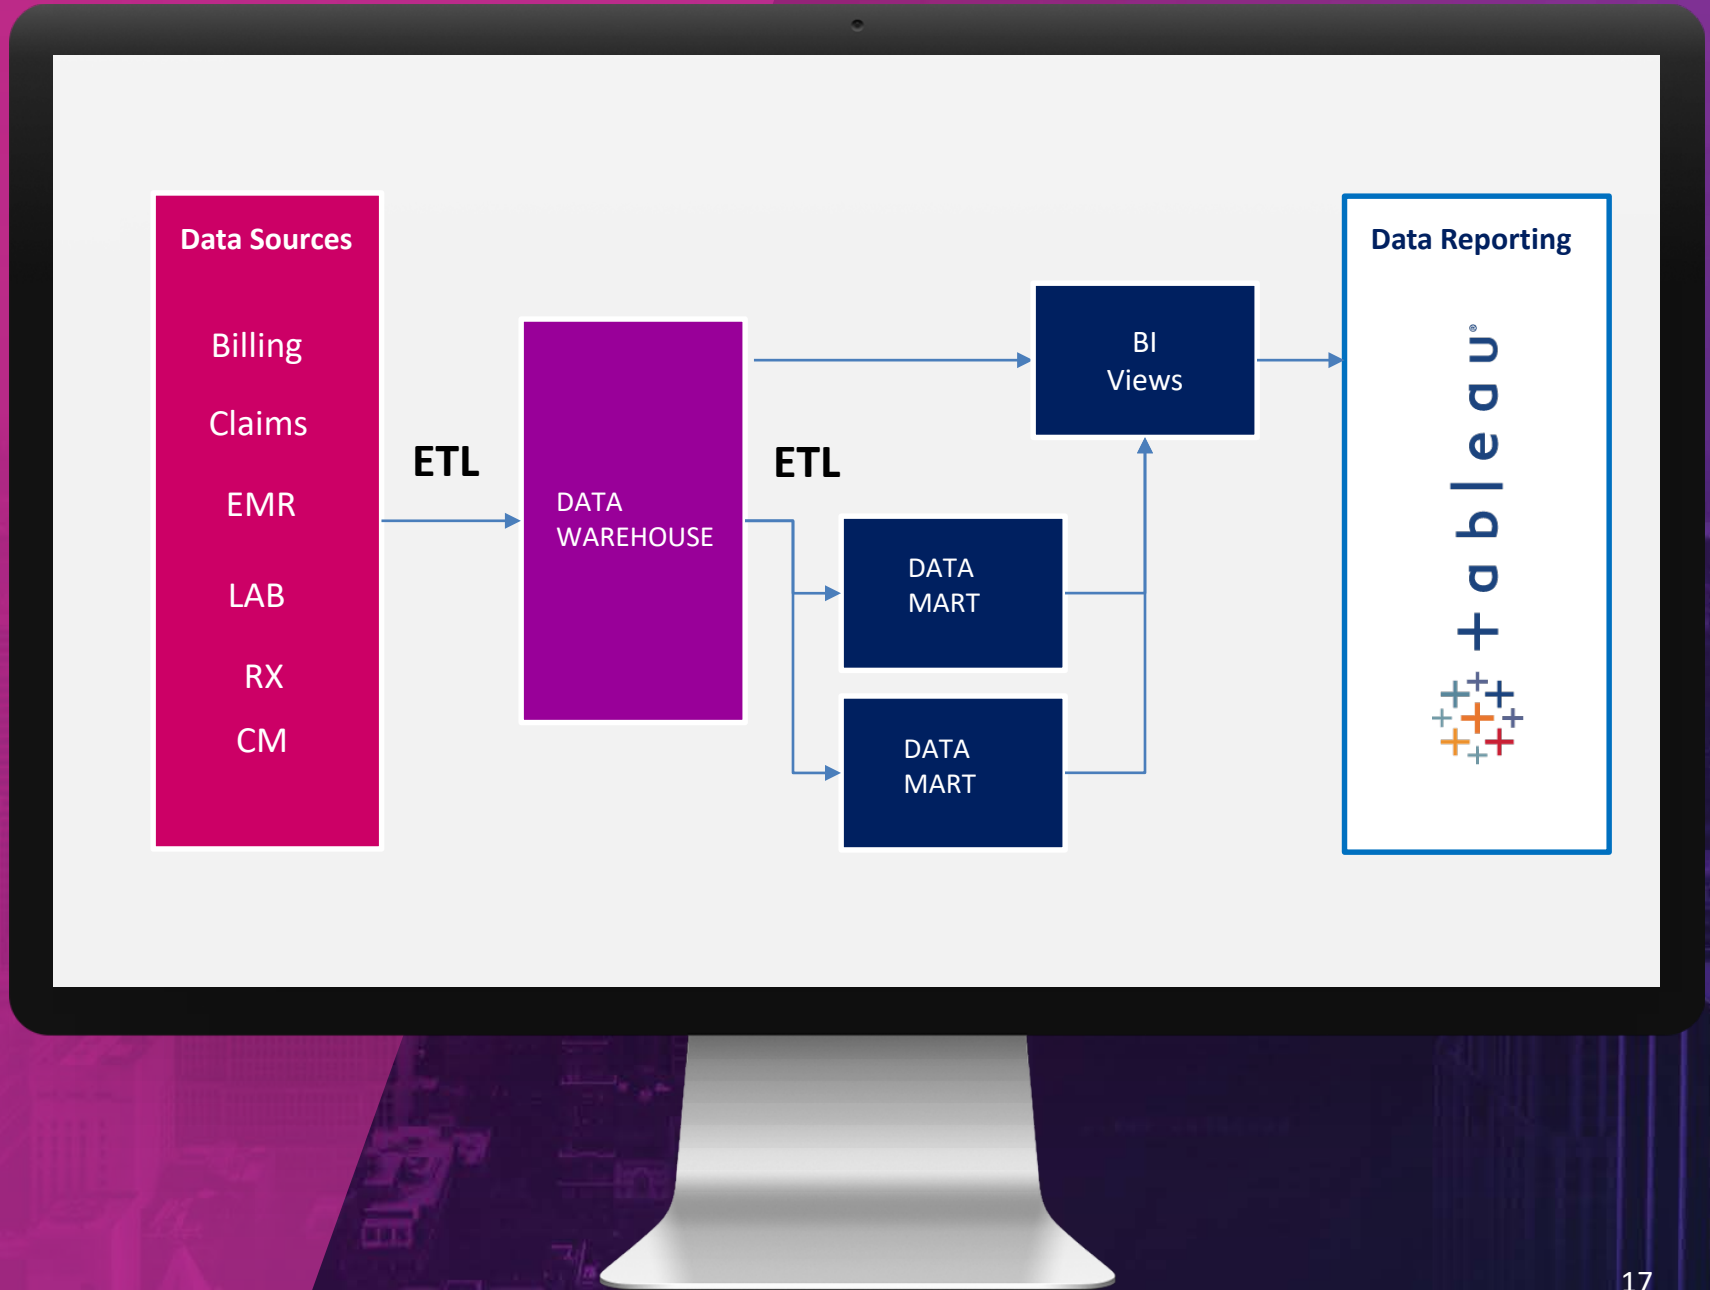 Data Sources
Billing
Claims
EMR
LAB
RX
CM
ETL
DATA
WAREHOUSE
ETL
BI
Views
DATA
MART
DATA
MART
Data Reporting
tableau®
17